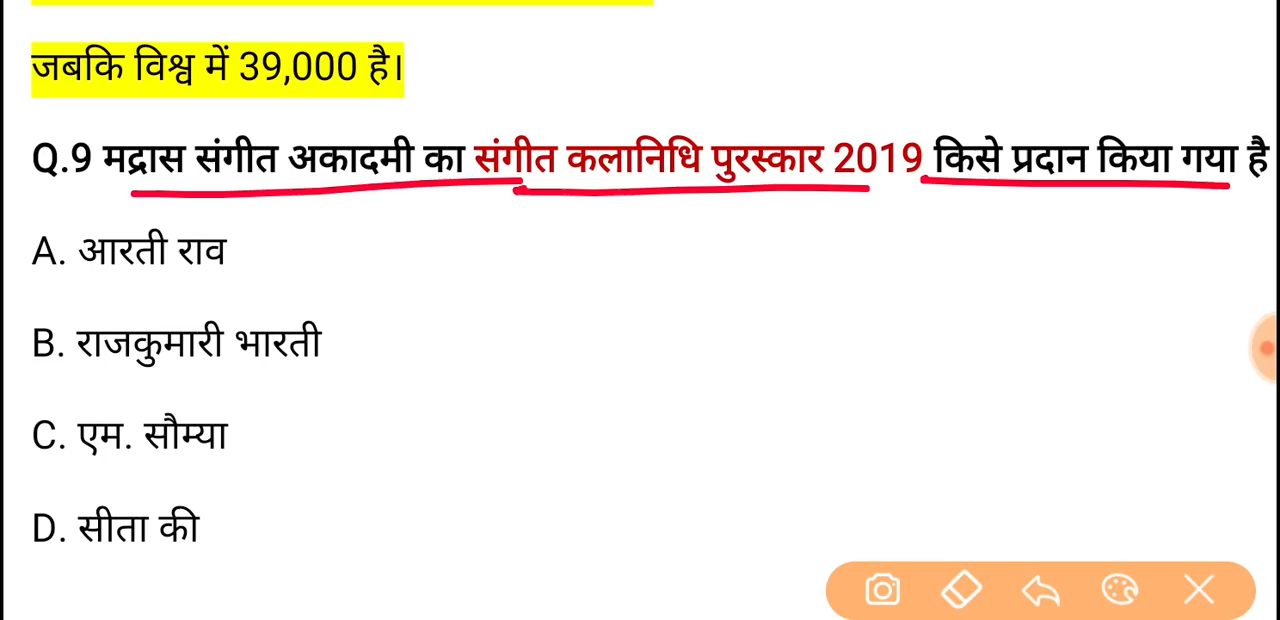 जबकि विश्व में 39,000 है।
Q.9 मद्रास संगीत अकादमी का संगीत कलानिधि पुरस्कार 2019 किसे प्रदान किया गया है
A. आरती राव
B. राजकुमारी भारती
C. एम. सौम्या
D. सीता की